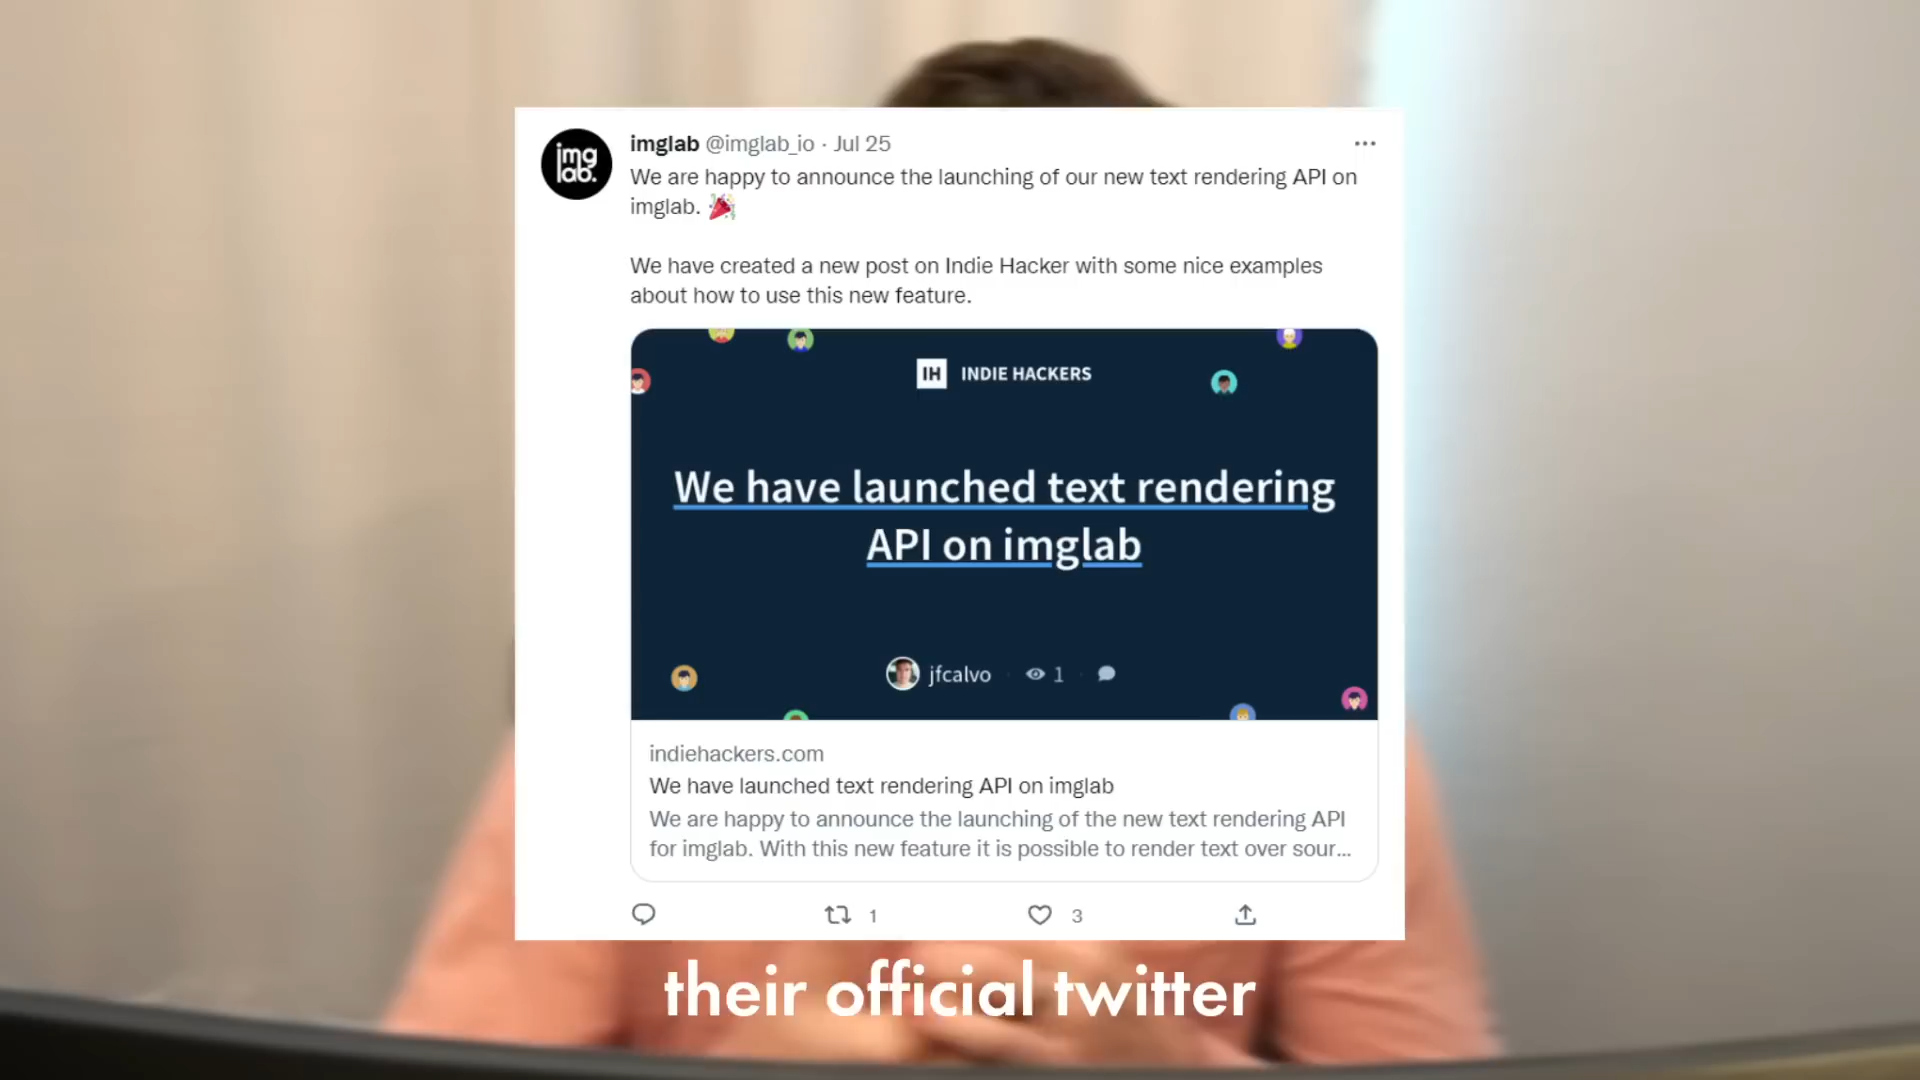 img
lab.
imglab @imglab_io · Jul 25
We are happy to announce the launching of our new text rendering API on
imglab. 🎉
We have created a new post on Indie Hacker with some nice examples
about how to use this new feature.
IH INDIE HACKERS
We have launched text rendering
API on imglab
jfcalvo · 1 ·
indiehackers.com
We have launched text rendering API on imglab
We are happy to announce the launching of the new text rendering API
for imglab. With this new feature it is possible to render text over sour...
1 3
their official twitter